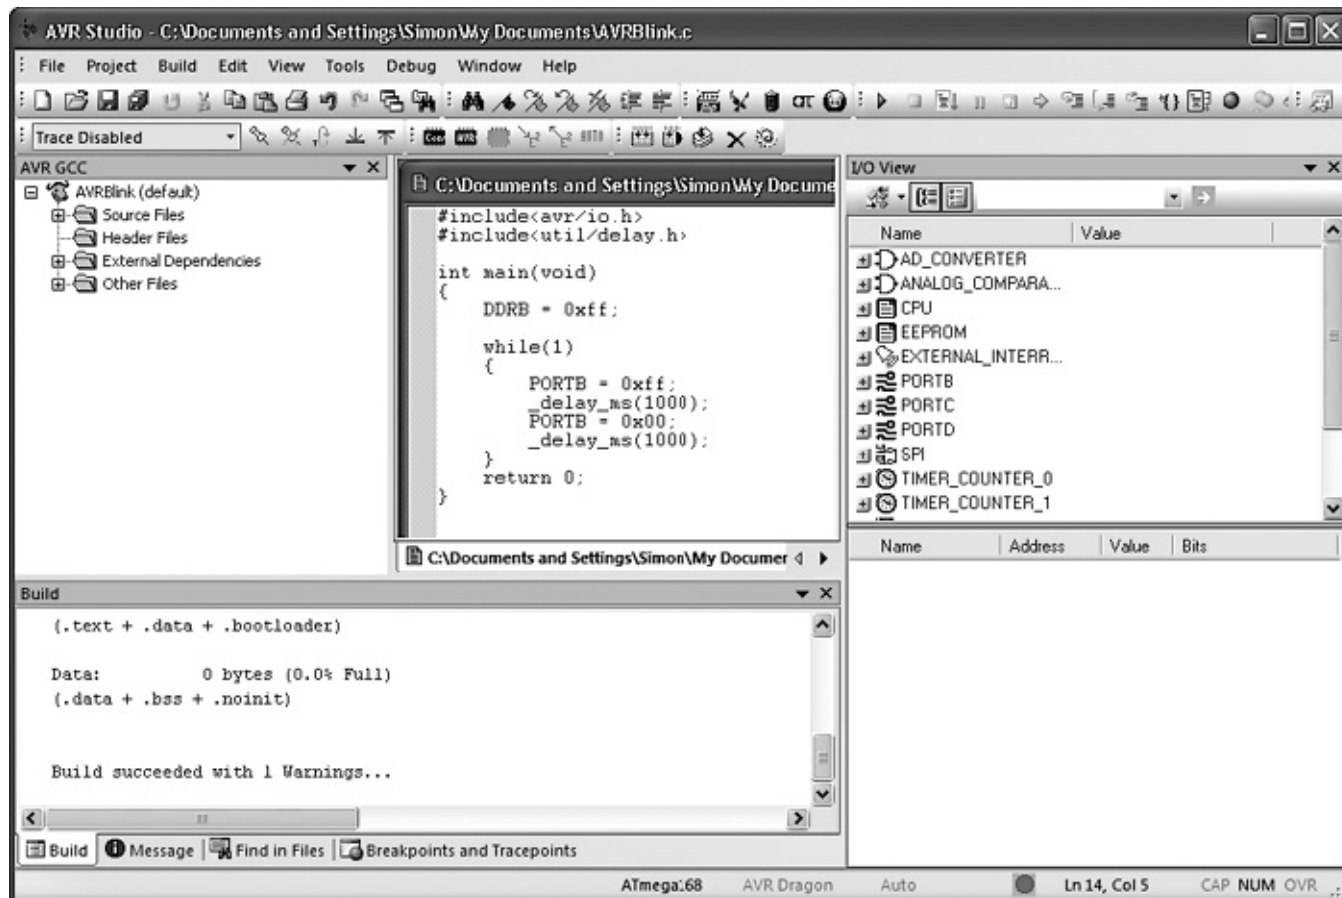 AVR Studio - C:\Documents and Settings\Simon\My Documents\AVRBlink.c
File Project Build Edit View Tools Debug Window Help
Trace Disabled
AVR GCC
AVRBlink (default)
Source Files
Header Files
External Dependencies
Other Files
C:\Documents and Settings\Simon\My Docume
#include<avr/io.h>
#include<util/delay.h>
int main(void)
{
DDRB = 0xff;
while(1)
{
PORTB = 0xff;
_delay_ms(1000);
PORTB = 0x00;
_delay_ms(1000);
}
return 0;
}
C:\Documents and Settings\Simon\My Documer
I/O View
Name Value
AD_CONVERTER
ANALOG_COMPARA...
CPU
EEPROM
EXTERNAL_INTERR...
PORTB
PORTC
PORTD
SPI
TIMER_COUNTER_0
TIMER_COUNTER_1
Name Address Value Bits
Build
(.text + .data + .bootloader)
Data: 0 bytes (0.0% Full)
(.data + .bss + .noinit)
Build succeeded with 1 Warnings...
Build Message Find in Files Breakpoints and Tracepoints
ATmega168 AVR Dragon Auto Ln 14, Col 5 CAP NUM OVR